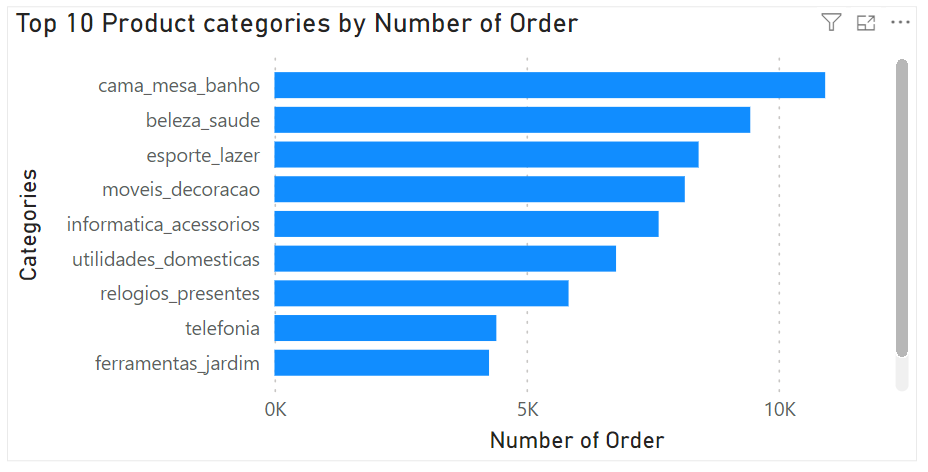 Top 10 Product categories by Number of Order
Categories
cama_mesa_banho
beleza_saude
esporte_lazer
moveis_decoracao
informatica_acessorios
utilidades_domesticas
relogios_presentes
telefonia
ferramentas_jardim
0K 5K 10K
Number of Order